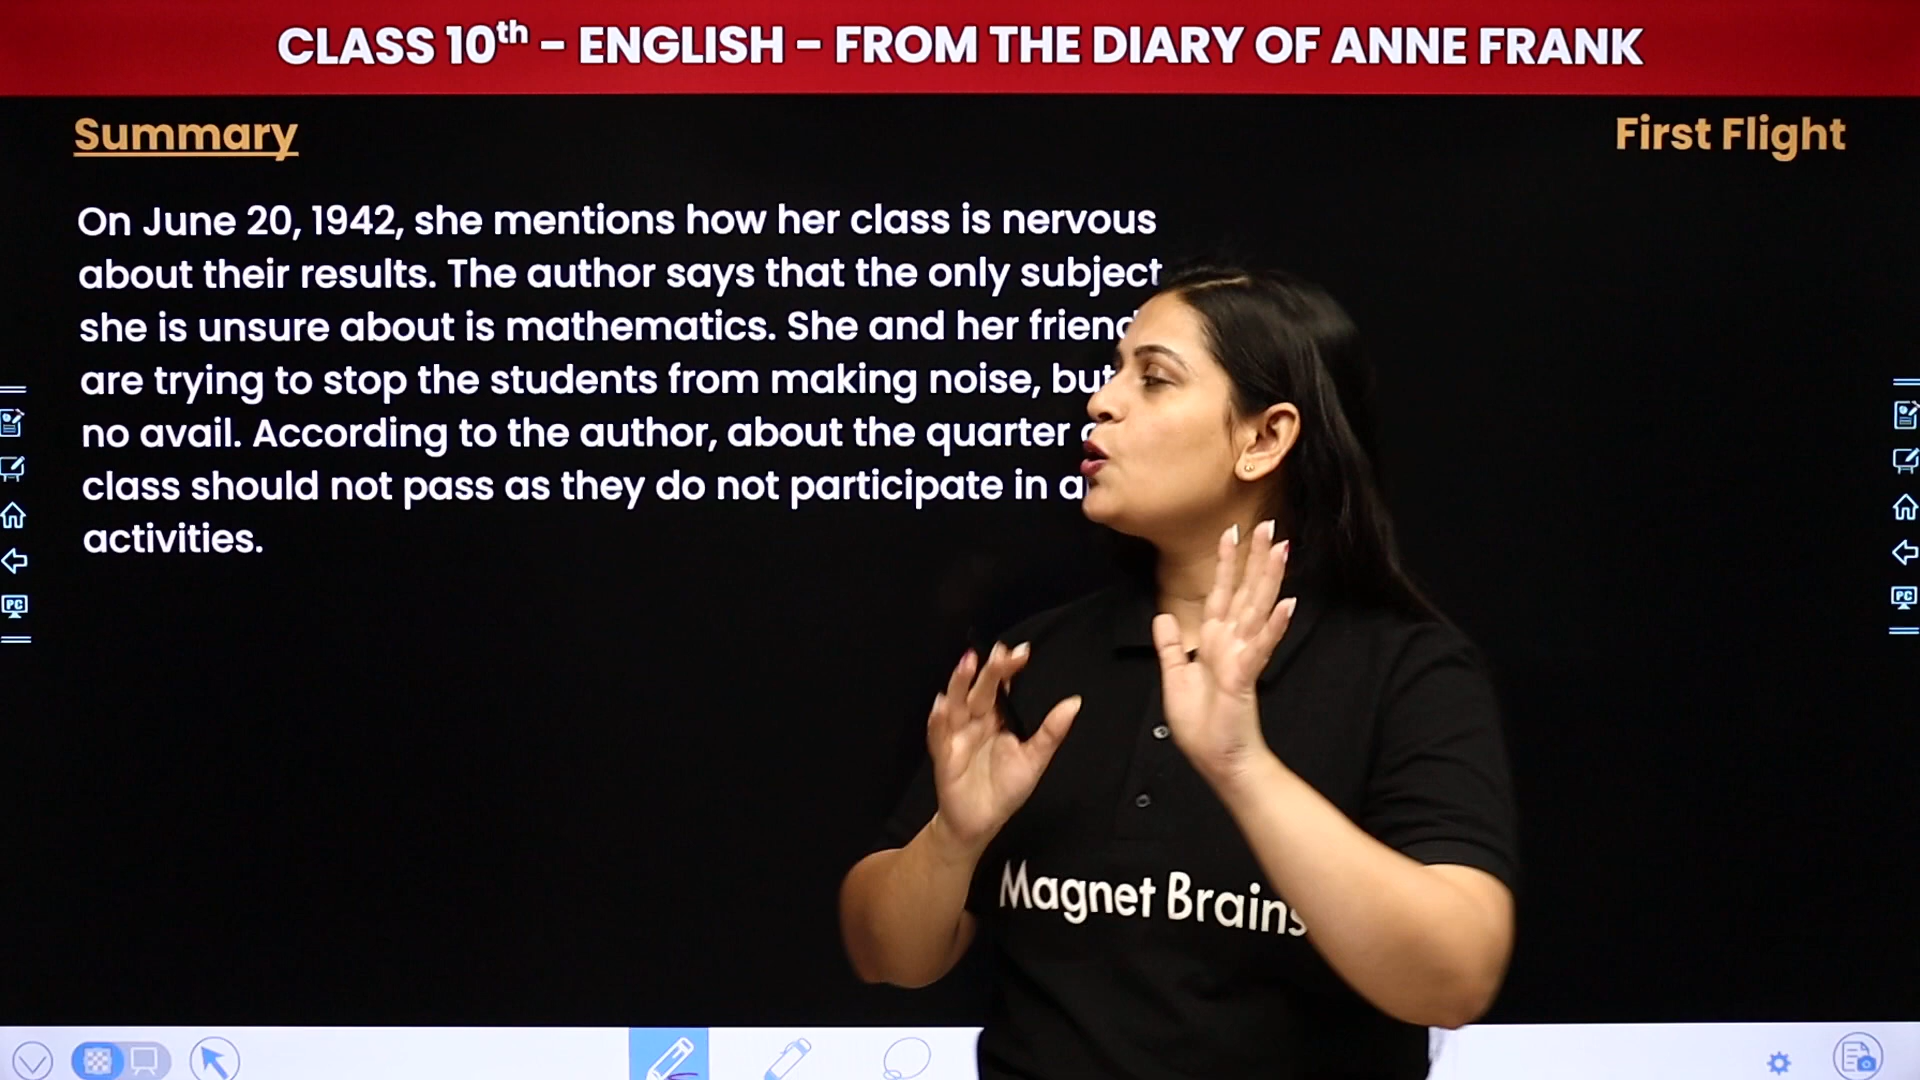 CLASS 10th – ENGLISH – FROM THE DIARY OF ANNE FRANK
Summary
First Flight
On June 20, 1942, she mentions how her class is nervous
about their results. The author says that the only subject
she is unsure about is mathematics. She and her
are trying to stop the students from making noise, but
no avail. According to the author, about the quarter
class should not pass as they do not participate in
activities.
Magnet Brains
PC
PC